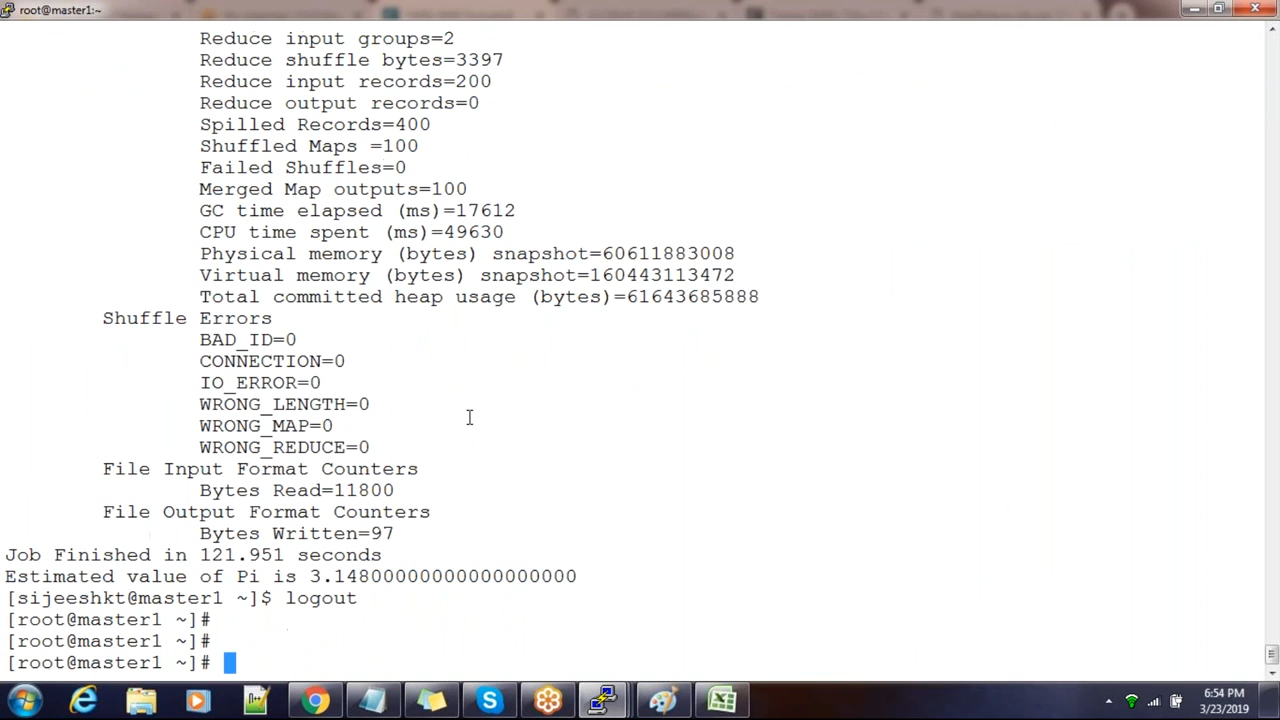 root@master1:~
Reduce input groups=2
Reduce shuffle bytes=3397
Reduce input records=200
Reduce output records=0
Spilled Records=400
Shuffled Maps =100
Failed Shuffles=0
Merged Map outputs=100
GC time elapsed (ms)=17612
CPU time spent (ms)=49630
Physical memory (bytes) snapshot=60611883008
Virtual memory (bytes) snapshot=160443113472
Total committed heap usage (bytes)=61643685888
Shuffle Errors
BAD_ID=0
CONNECTION=0
IO_ERROR=0
WRONG_LENGTH=0
WRONG_MAP=0
WRONG_REDUCE=0
File Input Format Counters
Bytes Read=11800
File Output Format Counters
Bytes Written=97
Job Finished in 121.951 seconds
Estimated value of Pi is 3.14800000000000000000
[sijeeshkt@master1 ~]$ logout
[root@master1 ~]#
[root@master1 ~]#
[root@master1 ~]#
6:54 PM
3/23/2019